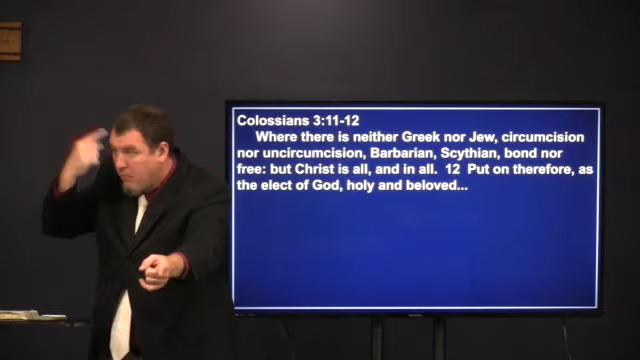 Colossians 3:11-12
Where there is neither Greek nor Jew, circumcision
nor uncircumcision, Barbarian, Scythian, bond nor
free: but Christ is all, and in all. 12 Put on therefore, as
the elect of God, holy and beloved...